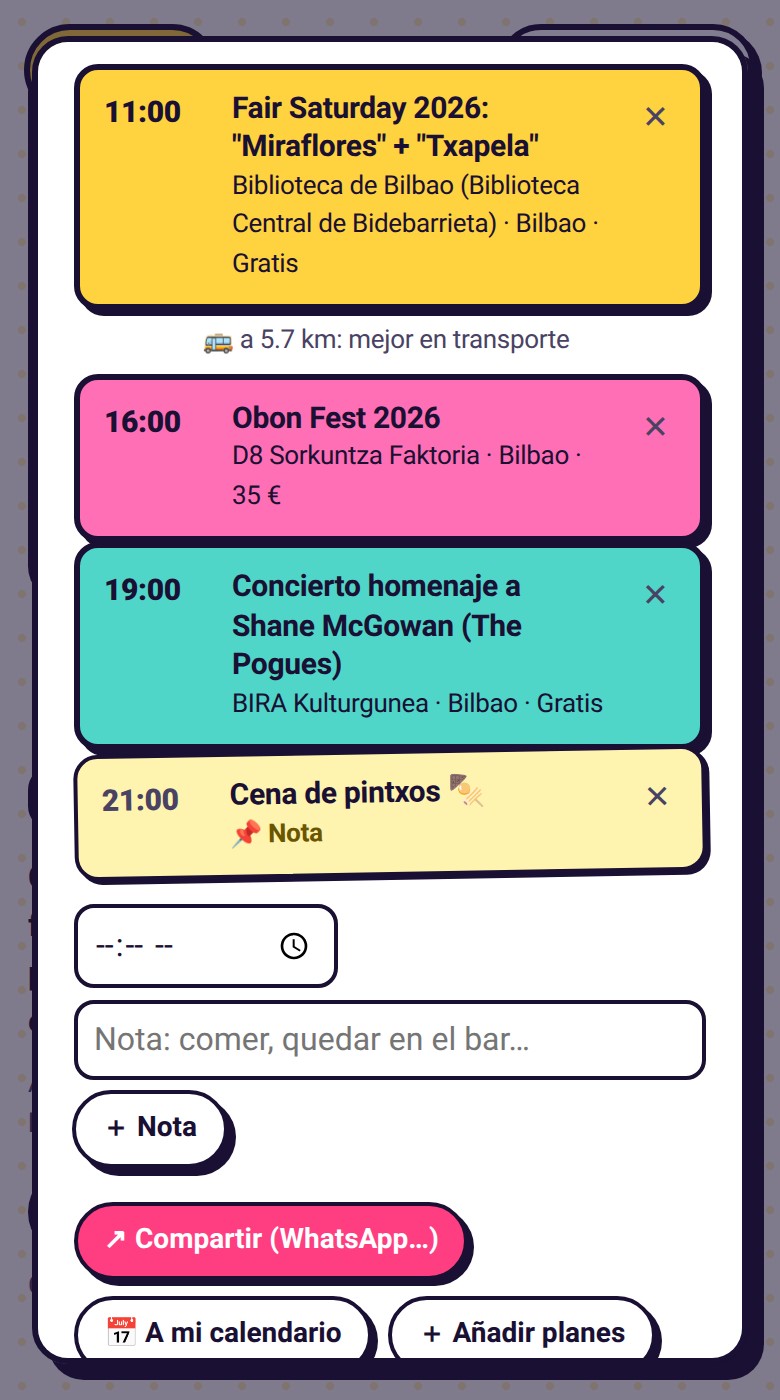 11:00 Fair Saturday 2026: ✕
"Miraflores" + "Txapela"
Biblioteca de Bilbao (Biblioteca
Central de Bidebarrieta) · Bilbao ·
Gratis
a 5.7 km: mejor en transporte
16:00 Obon Fest 2026 ✕
D8 Sorkuntza Faktoria · Bilbao ·
35 €
19:00 Concierto homenaje a ✕
Shane McGowan (The
Pogues)
BIRA Kulturgunea · Bilbao · Gratis
21:00 Cena de pintxos 🍢 ✕
📌 Nota
--:-- --
Nota: comer, quedar en el bar…
+ Nota
↗ Compartir (WhatsApp…)
📅 A mi calendario
+ Añadir planes